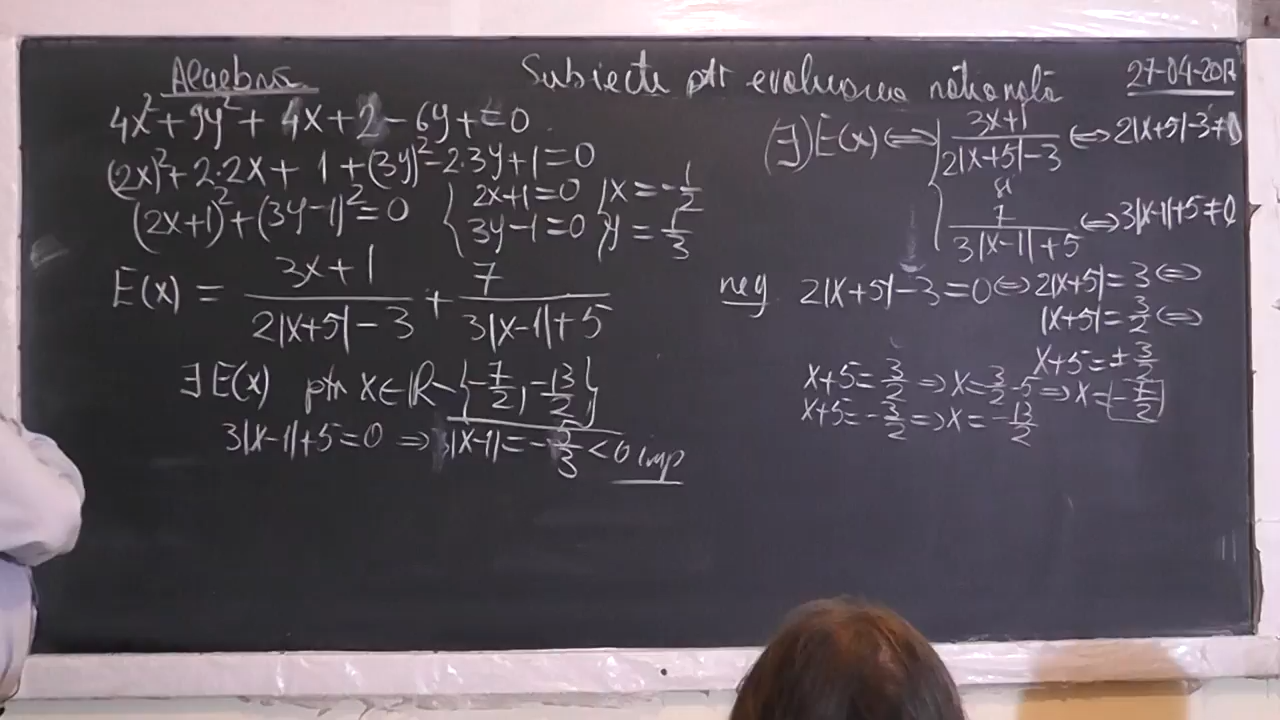 Algebră
Subiecte ptr evaluarea națională
27-04-2017
4x² + 9y² + 4x + 2 - 6y + = 0
(2x)² + 2·2x + 1 + (3y)² - 2·3y + 1 = 0
(2x+1)² + (3y-1)² = 0 { 2x+1=0 } x = -1/2
{ 3y-1=0 } y = 1/3
E(x) = (3x+1)/(2|x+5|-3) + 7/(3|x-1|+5)
∃ E(x) ptr x ∈ ℝ \ {-7/2, -13/2}
3|x-1|+5=0 ⇒ |x-1| = -5/3 < 0 imp
(∃) E(x) ⇔ { (3x+1)/(2|x+5|-3) ⇔ 2|x+5|-3≠0
și
7/(3|x-1|+5) ⇔ 3|x-1|+5≠0
neg 2|x+5|-3=0 ⇔ 2|x+5|=3 ⇔
|x+5|=3/2 ⇔
x+5=±3/2
x+5=3/2 ⇒ x=3/2-5 ⇒ x=-7/2
x+5=-3/2 ⇒ x=-13/2